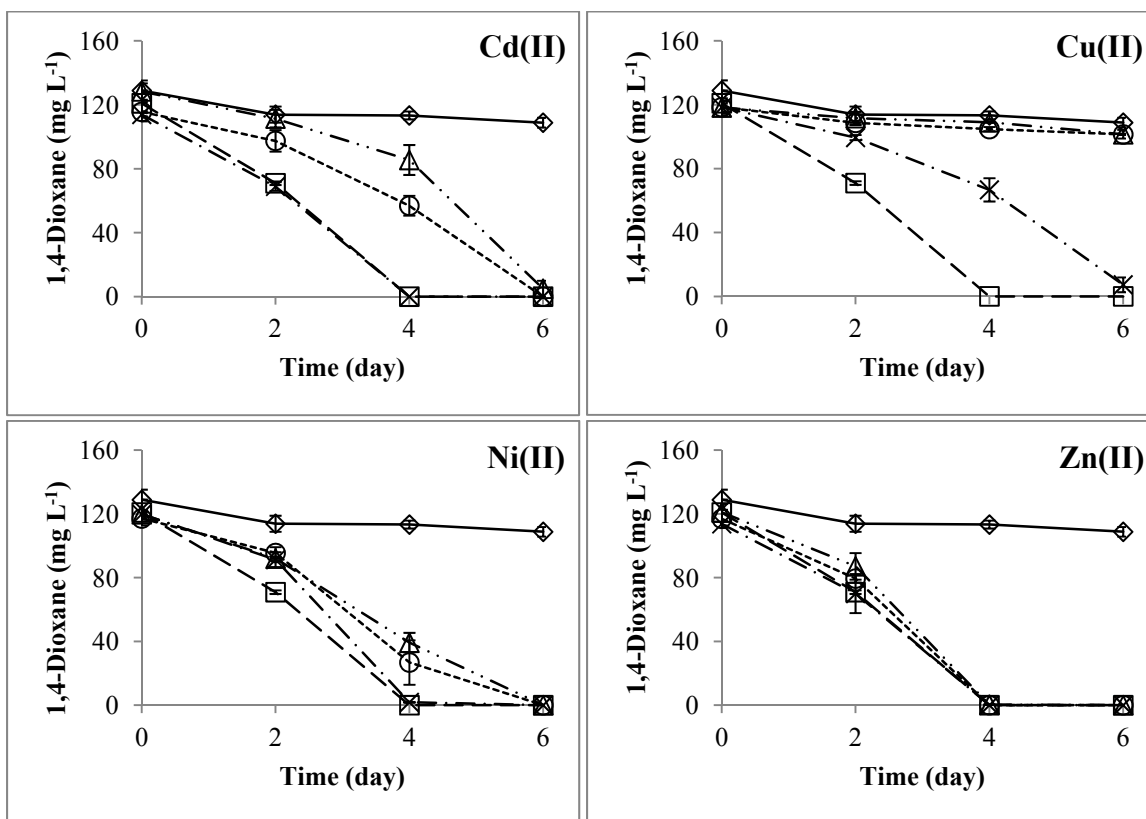 Cd(II)
1,4-Dioxane (mg L⁻¹)
160
120
80
40
0
0 2 4 6
Time (day)
Cu(II)
1,4-Dioxane (mg L⁻¹)
160
120
80
40
0
0 2 4 6
Time (day)
Ni(II)
1,4-Dioxane (mg L⁻¹)
160
120
80
40
0
0 2 4 6
Time (day)
Zn(II)
1,4-Dioxane (mg L⁻¹)
160
120
80
40
0
0 2 4 6
Time (day)